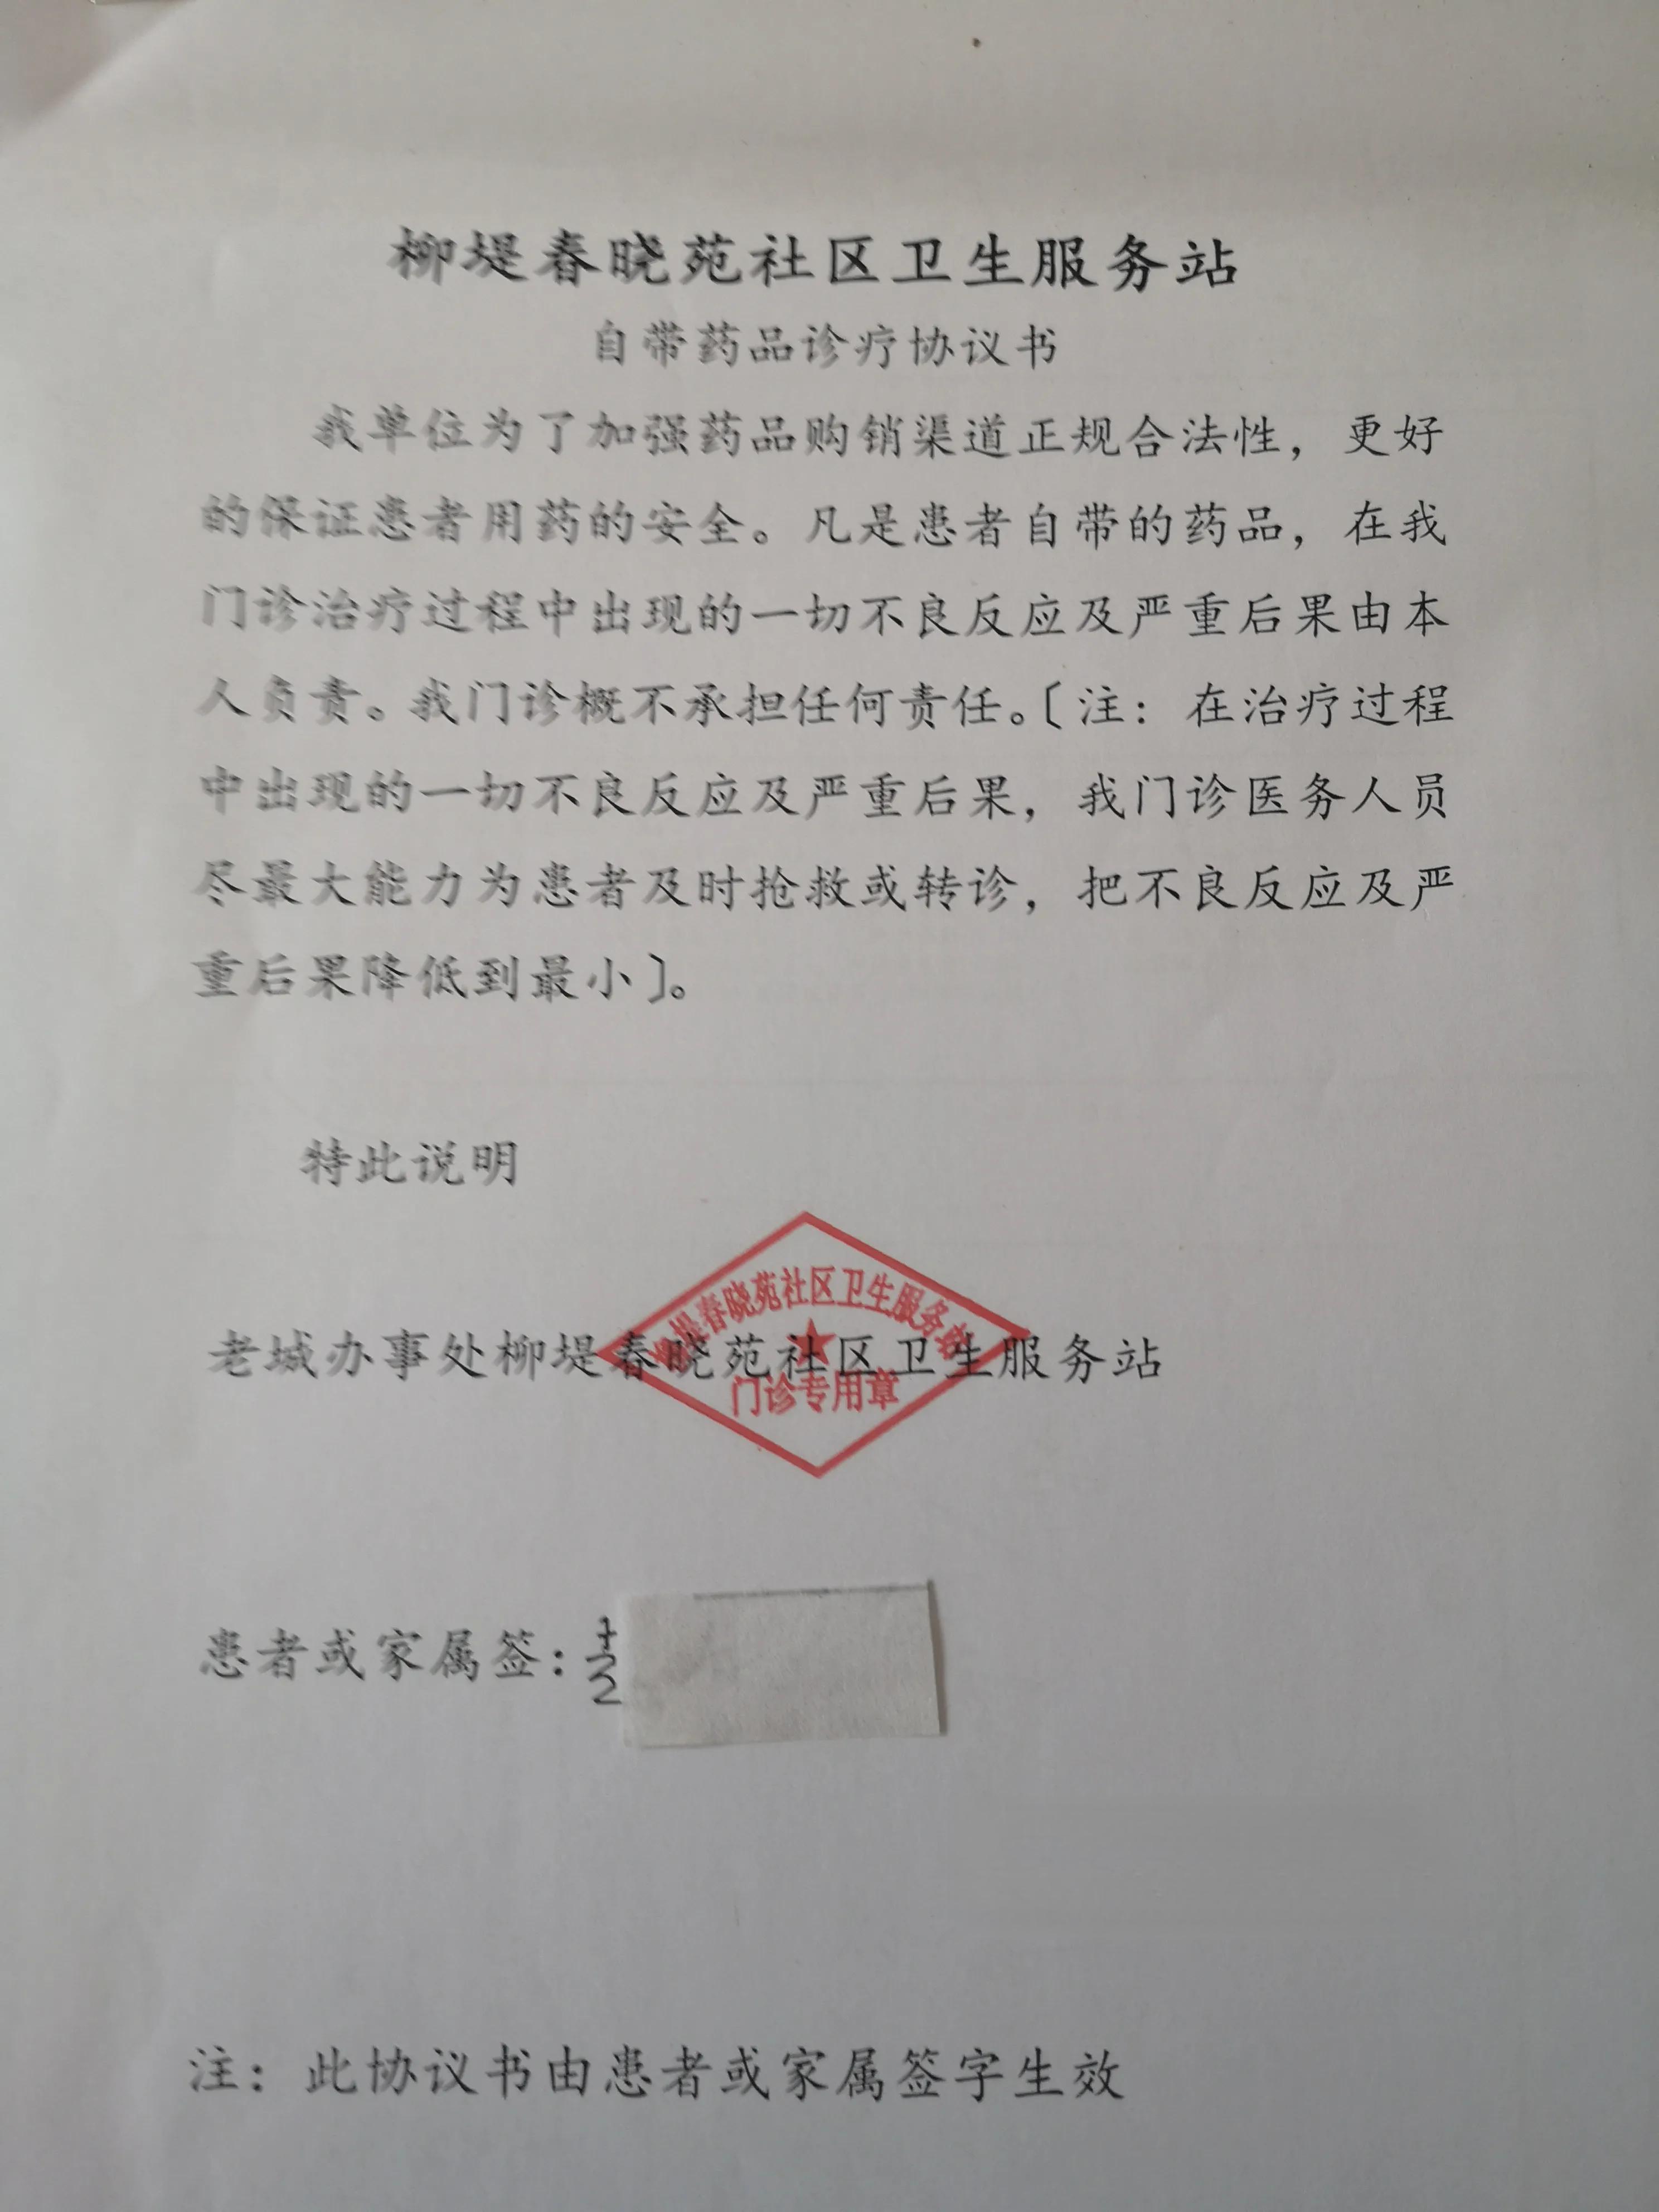 柳堤春晓苑社区卫生服务站
自带药品诊疗协议书
我单位为了加强药品购销渠道正规合法性，更好
的保证患者用药的安全。凡是患者自带的药品，在我
门诊治疗过程中出现的一切不良反应及严重后果由本
人负责。我门诊概不承担任何责任。〔注：在治疗过程
中出现的一切不良反应及严重后果，我门诊医务人员
尽最大能力为患者及时抢救或转诊，把不良反应及严
重后果降低到最小〕。
特此说明
柳堤春晓苑社区卫生服务站
老城办事处柳堤春晓苑社区卫生服务站
门诊专用章
患者或家属签：
注：此协议书由患者或家属签字生效